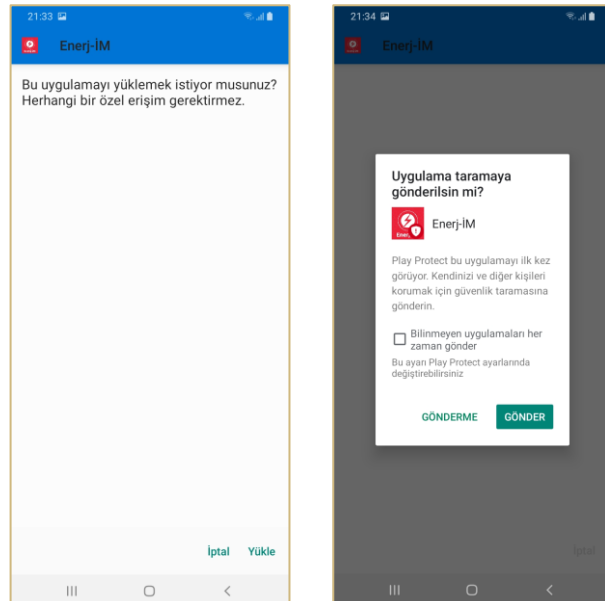 21:33
Enerj-İM
Bu uygulamayı yüklemek istiyor musunuz?
Herhangi bir özel erişim gerektirmez.
İptal Yükle
21:34
Enerj-İM
Uygulama taramaya
gönderilsin mi?
Enerj-İM
Play Protect bu uygulamayı ilk kez
görüyor. Kendinizi ve diğer kişileri
korumak için güvenlik taramasına
gönderin.
Bilinmeyen uygulamaları her
zaman gönder
Bu ayarı Play Protect ayarlarında
değiştirebilirsiniz
GÖNDERME GÖNDER
İptal